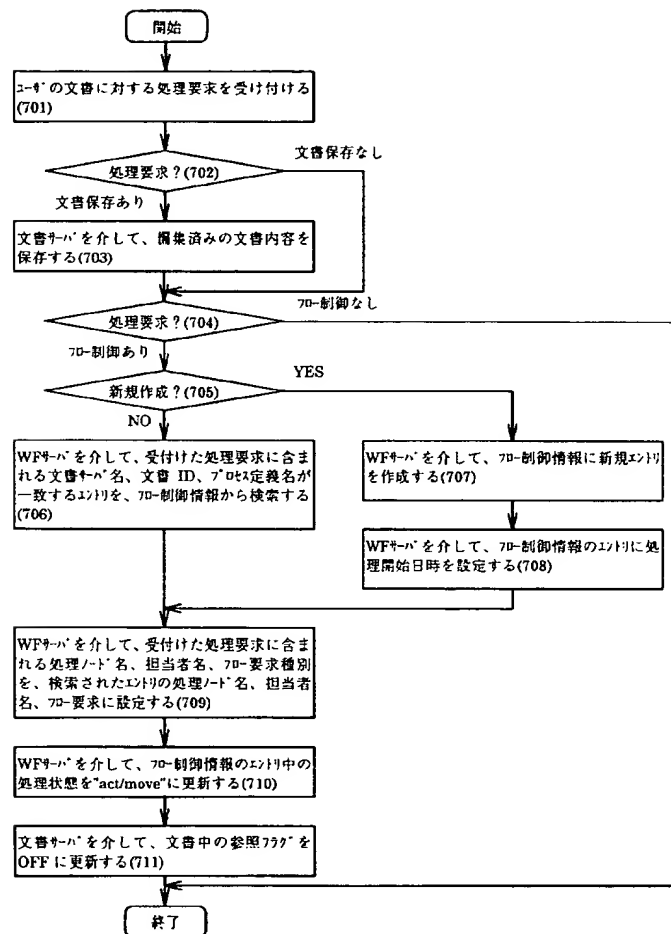 開始
ﾕｰｻﾞの文書に対する処理要求を受け付ける
(701)
文書保存なし
処理要求？(702)
文書保存あり
文書ｻｰﾊﾞを介して、編集済みの文書内容を
保存する(703)
ﾌﾛｰ制御なし
処理要求？(704)
ﾌﾛｰ制御あり
YES
新規作成？(705)
NO
WFｻｰﾊﾞを介して、受付けた処理要求に含ま
れる文書ｻｰﾊﾞ名、文書 ID、ﾌﾟﾛｾｽ定義名が
一致するｴﾝﾄﾘを、ﾌﾛｰ制御情報から検索する
(706)
WFｻｰﾊﾞを介して、ﾌﾛｰ制御情報に新規ｴﾝﾄﾘ
を作成する(707)
WFｻｰﾊﾞを介して、ﾌﾛｰ制御情報のｴﾝﾄﾘに処
理開始日時を設定する(708)
WFｻｰﾊﾞを介して、受付けた処理要求に含ま
れる処理ﾉｰﾄﾞ名、担当者名、ﾌﾛｰ要求種別
を、検索されたｴﾝﾄﾘの処理ﾉｰﾄﾞ名、担当者
名、ﾌﾛｰ要求に設定する(709)
WFｻｰﾊﾞを介して、ﾌﾛｰ制御情報のｴﾝﾄﾘ中の
処理状態を"act/move"に更新する(710)
文書ｻｰﾊﾞを介して、文書中の参照ﾌﾗｸﾞを
OFF に更新する(711)
終了